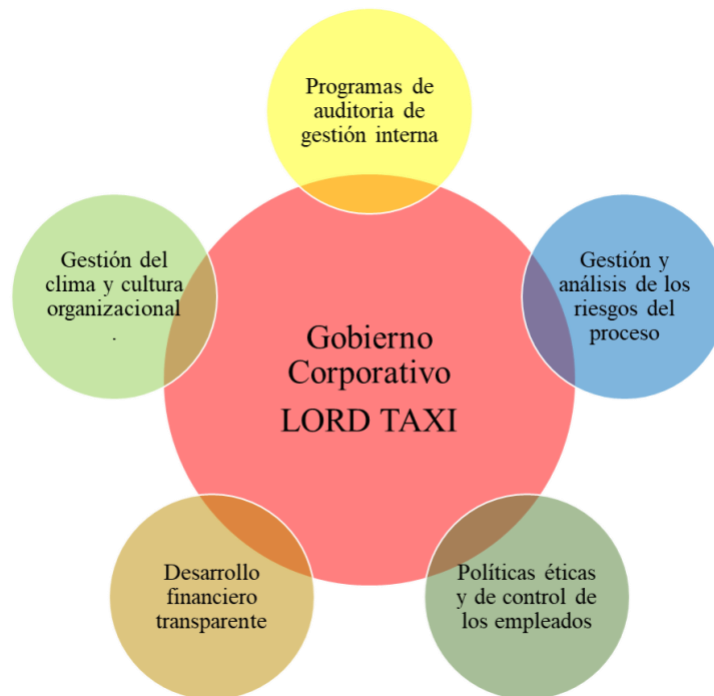 Programas de
auditoria de
gestión interna
Gestión del
clima y cultura
organizacional
.
Gestión y
análisis de los
riesgos del
proceso
Gobierno
Corporativo
LORD TAXI
Desarrollo
financiero
transparente
Políticas éticas
y de control de
los empleados